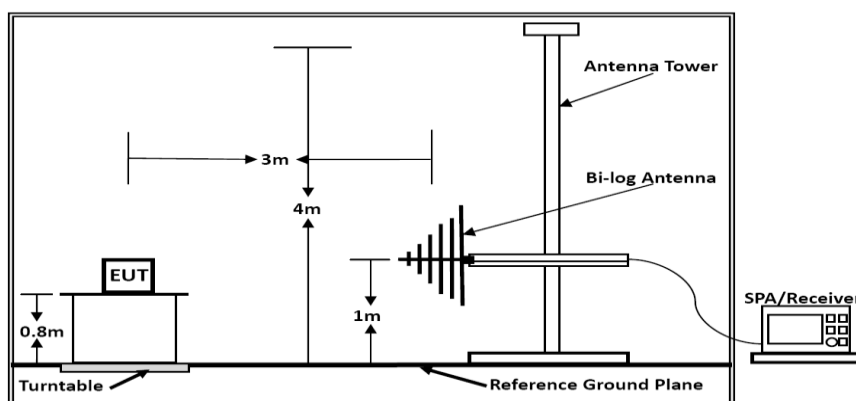 Antenna Tower
3m
Bi-log Antenna
4m
EUT
SPA/Receiver
0.8m
1m
Turntable
Reference Ground Plane